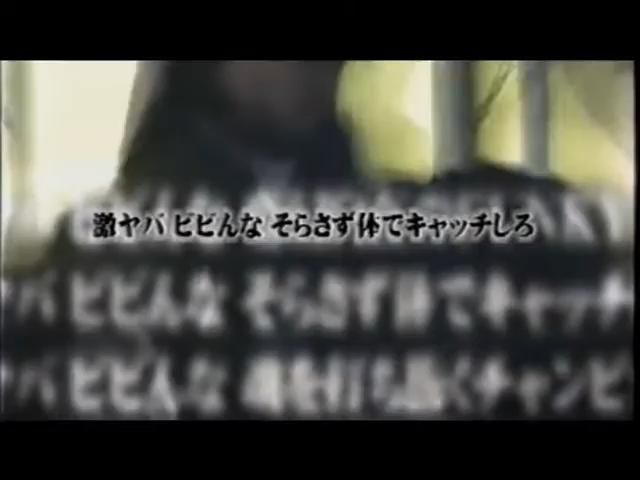 激ヤバ ビビんな そらさず体でキャッチしろ
ヤバ ビビんな そらさず体でキャッチ
ヤバ ビビんな 魂を打ち抜くチャンピ